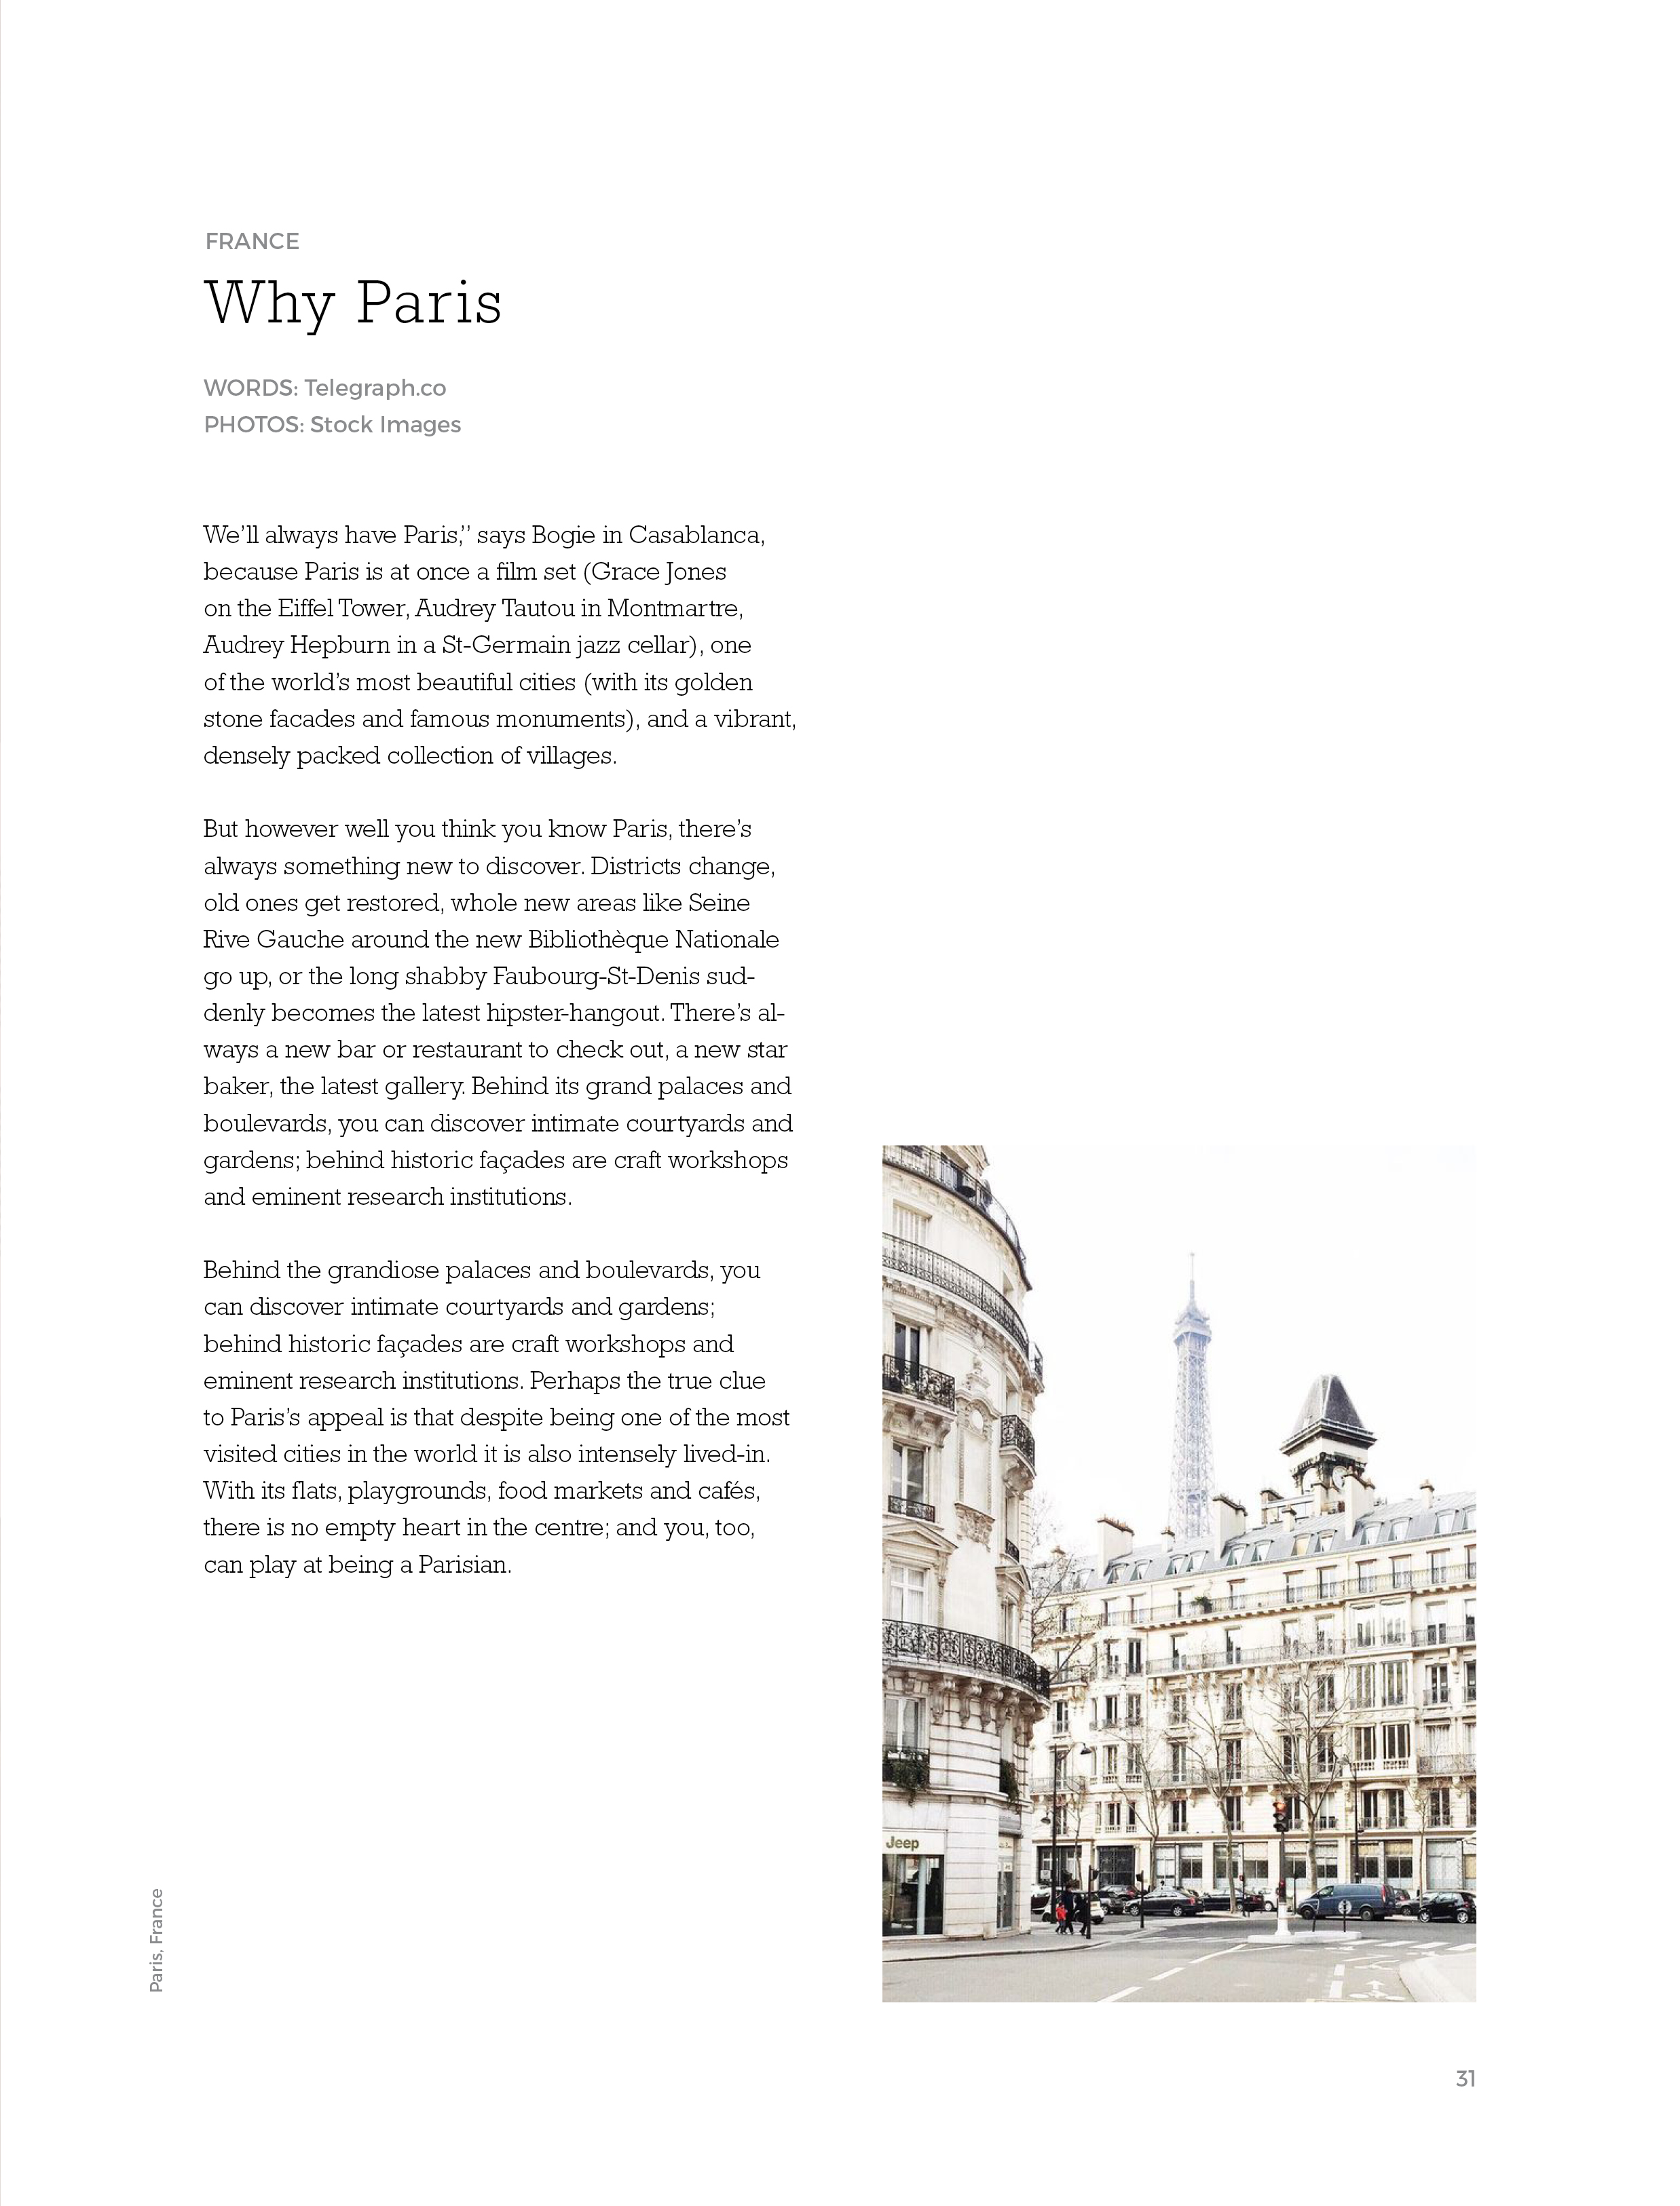 FRANCE
Why Paris
WORDS: Telegraph.co
PHOTOS: Stock Images
We’ll always have Paris,’’ says Bogie in Casablanca,
because Paris is at once a film set (Grace Jones
on the Eiffel Tower, Audrey Tautou in Montmartre,
Audrey Hepburn in a St-Germain jazz cellar), one
of the world’s most beautiful cities (with its golden
stone facades and famous monuments), and a vibrant,
densely packed collection of villages.
But however well you think you know Paris, there’s
always something new to discover. Districts change,
old ones get restored, whole new areas like Seine
Rive Gauche around the new Bibliothèque Nationale
go up, or the long shabby Faubourg-St-Denis sud-
denly becomes the latest hipster-hangout. There’s al-
ways a new bar or restaurant to check out, a new star
baker, the latest gallery. Behind its grand palaces and
boulevards, you can discover intimate courtyards and
gardens; behind historic façades are craft workshops
and eminent research institutions.
Behind the grandiose palaces and boulevards, you
can discover intimate courtyards and gardens;
behind historic façades are craft workshops and
eminent research institutions. Perhaps the true clue
to Paris’s appeal is that despite being one of the most
visited cities in the world it is also intensely lived-in.
With its flats, playgrounds, food markets and cafés,
there is no empty heart in the centre; and you, too,
can play at being a Parisian.
Jeep
Paris, France
31